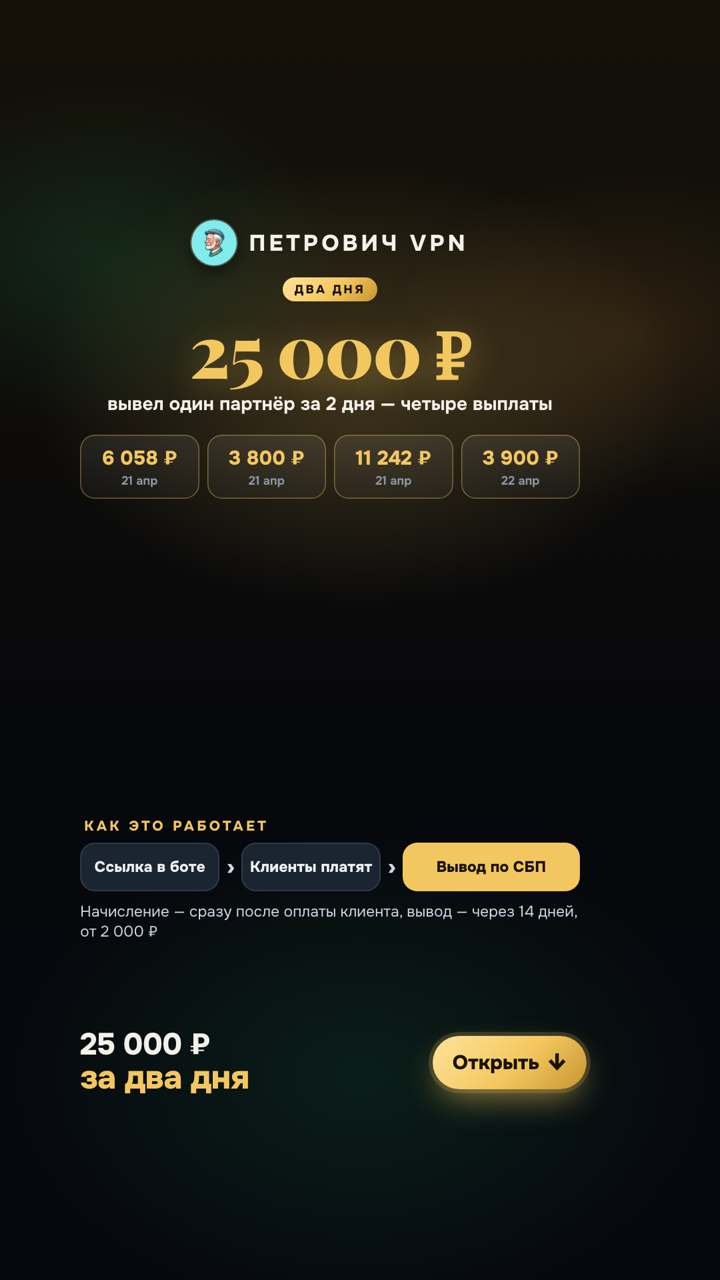 ПЕТРОВИЧ VPN
ДВА ДНЯ
25 000 ₽
вывел один партнёр за 2 дня — четыре выплаты
6 058 ₽ 3 800 ₽ 11 242 ₽ 3 900 ₽
21 апр 21 апр 21 апр 22 апр
КАК ЭТО РАБОТАЕТ
Ссылка в боте › Клиенты платят › Вывод по СБП
Начисление — сразу после оплаты клиента, вывод — через 14 дней,
от 2 000 ₽
25 000 ₽
за два дня
Открыть ↓